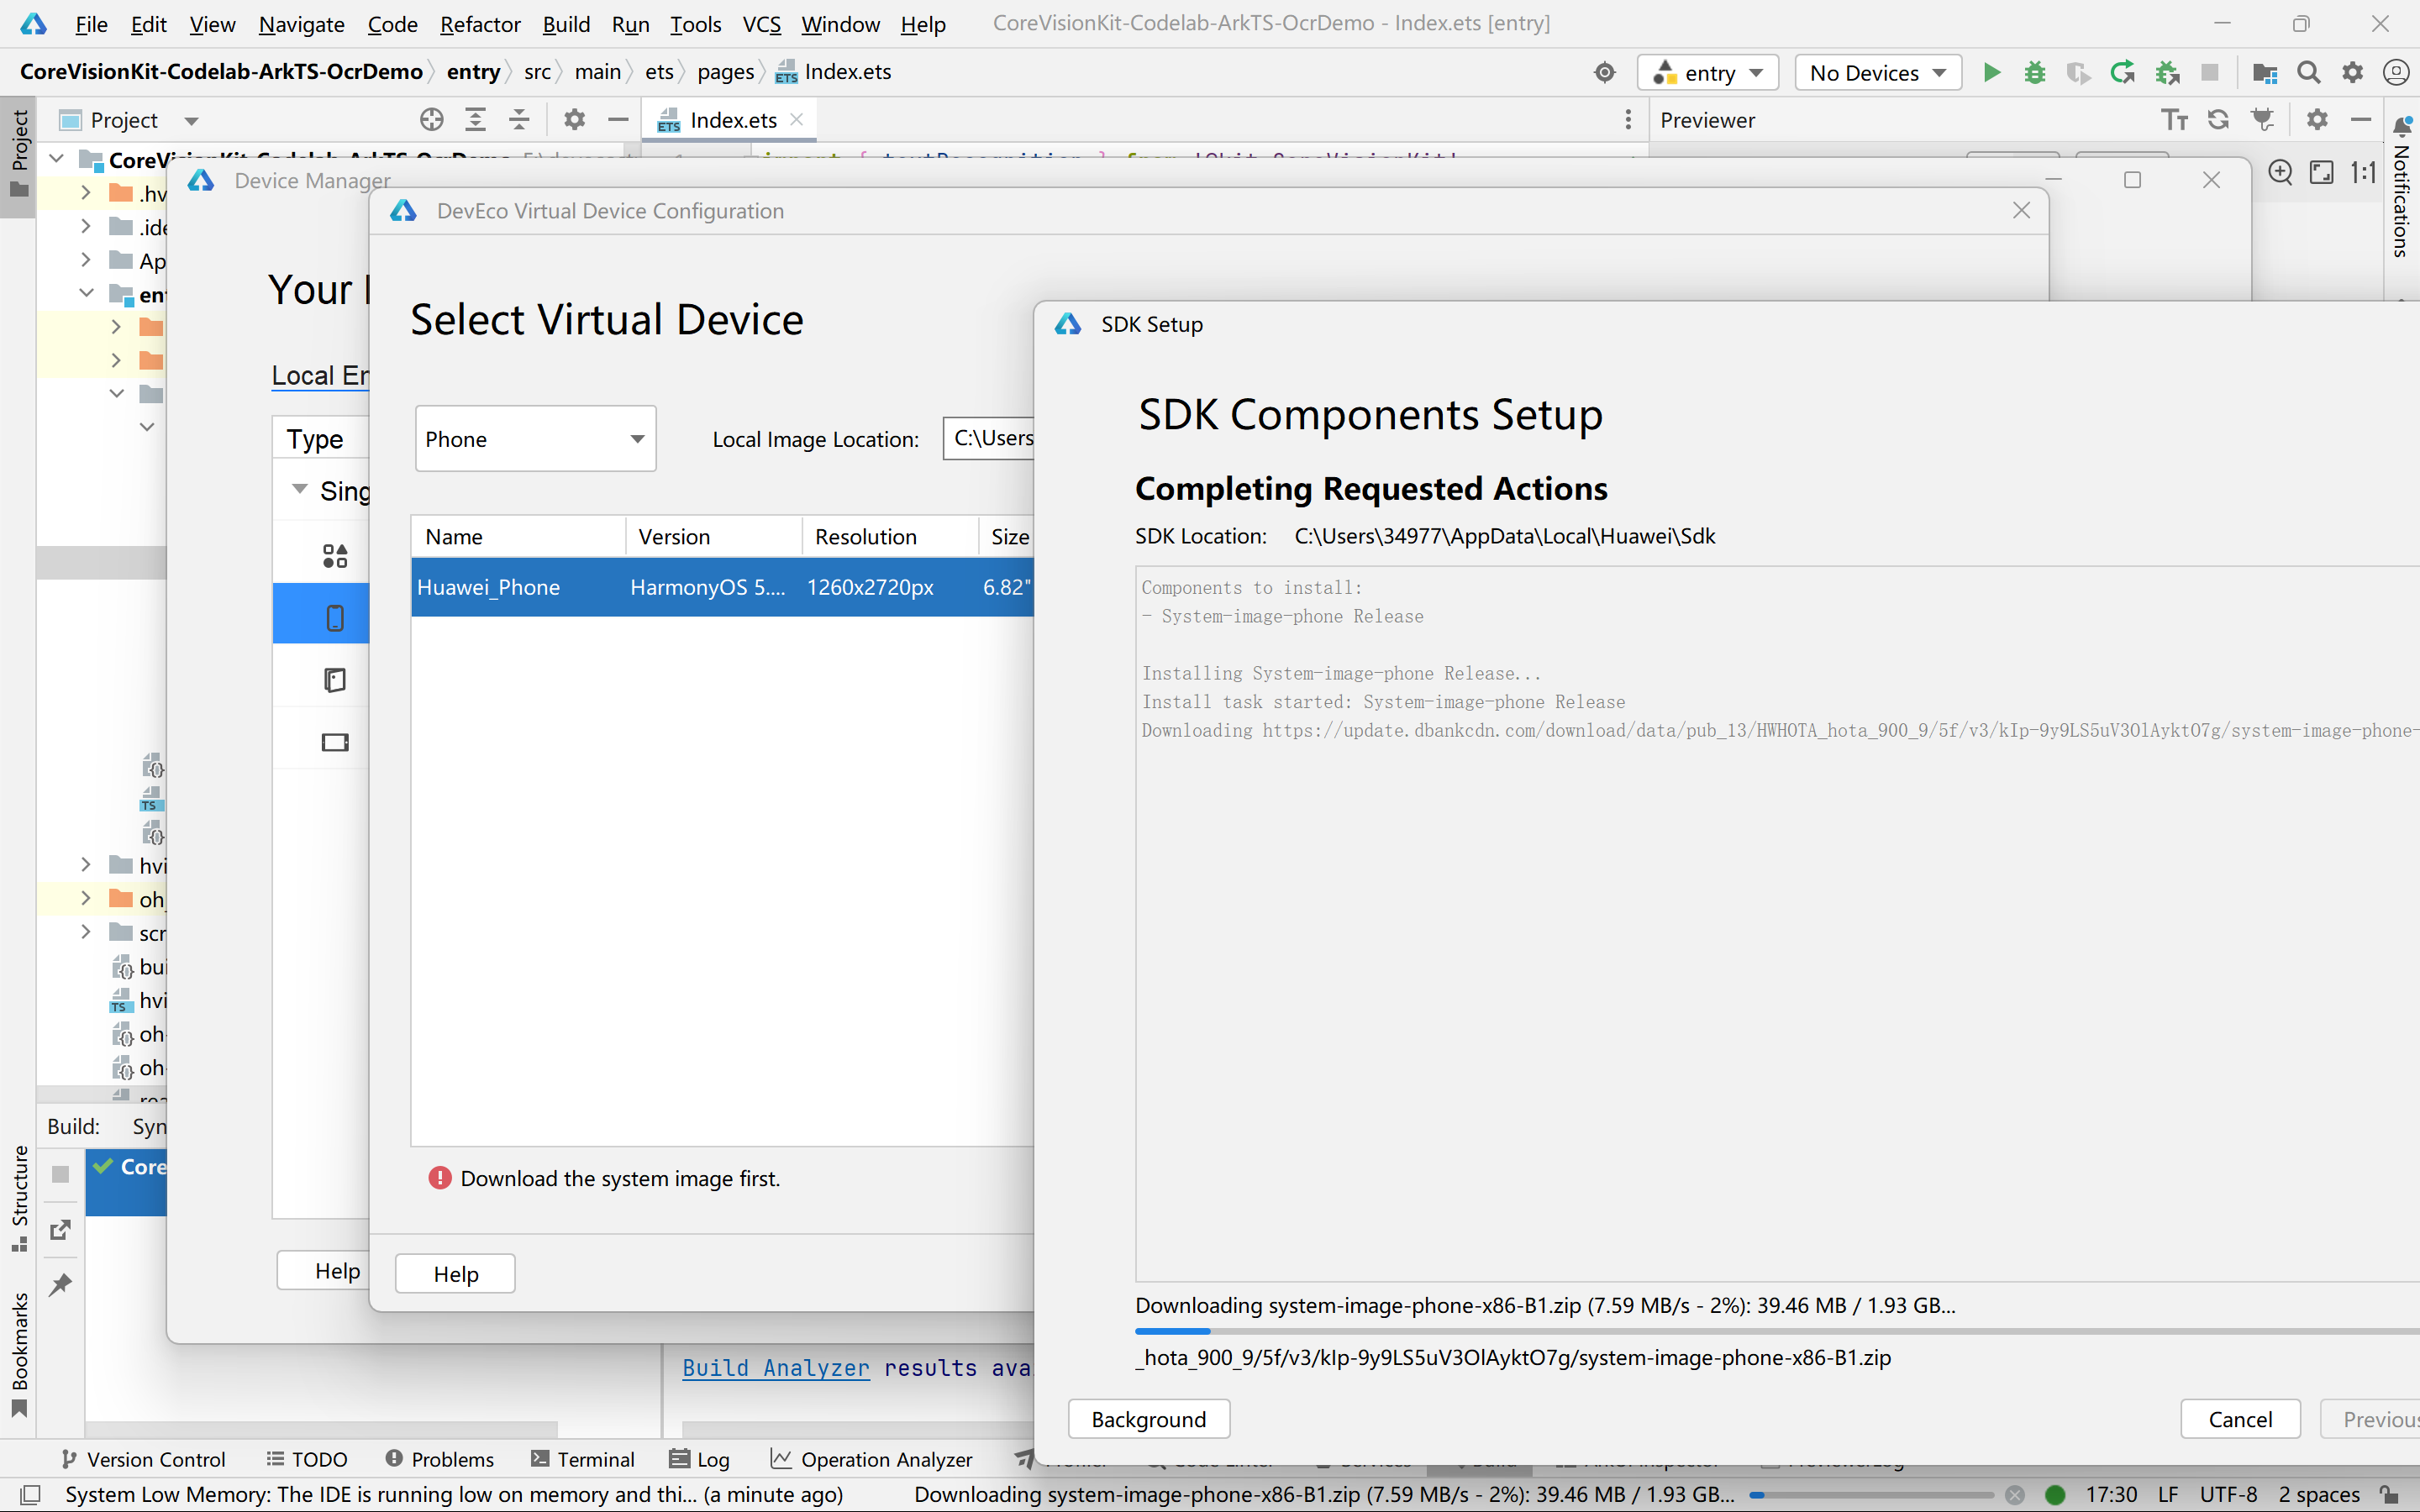 File Edit View Navigate Code Refactor Build Run Tools VCS Window Help CoreVisionKit-Codelab-ArkTS-OcrDemo - Index.ets [entry]
CoreVisionKit-Codelab-ArkTS-OcrDemo entry src main ets pages Index.ets entry No Devices
Project
Project
Index.ets
Previewer
1:1
Notifications
Device Manager
DevEco Virtual Device Configuration
.hv
.ide
Ap
ent
Your
Select Virtual Device
SDK Setup
Local Em
Phone
Local Image Location:
C:\Users
SDK Components Setup
Type
Completing Requested Actions
Sing
SDK Location: C:\Users\34977\AppData\Local\Huawei\Sdk
Name Version Resolution Size
Huawei_Phone HarmonyOS 5.... 1260x2720px 6.82"
Components to install:
- System-image-phone Release
Installing System-image-phone Release...
Install task started: System-image-phone Release
Downloading https://update.dbankcdn.com/download/data/pub_13/HWHOTA_hota_900_9/5f/v3/kIp-9y9LS5uV3OlAyktO7g/system-image-phone-
hvi
oh_
scr
bui
hvi
oh-
oh-
Build: Syn
Core
Structure
Bookmarks
Download the system image first.
Help
Help
Downloading system-image-phone-x86-B1.zip (7.59 MB/s - 2%): 39.46 MB / 1.93 GB...
_hota_900_9/5f/v3/kIp-9y9LS5uV3OlAyktO7g/system-image-phone-x86-B1.zip
Build Analyzer results ava
Background
Cancel
Previous
Version Control TODO Problems Terminal Log Operation Analyzer
System Low Memory: The IDE is running low on memory and thi... (a minute ago) Downloading system-image-phone-x86-B1.zip (7.59 MB/s - 2%): 39.46 MB / 1.93 GB... 17:30 LF UTF-8 2 spaces